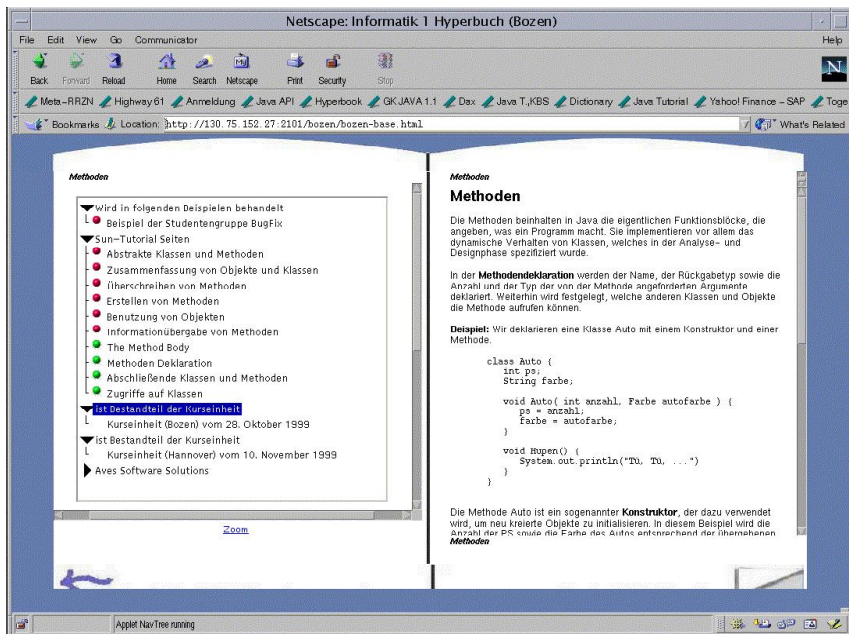 Netscape: Informatik 1 Hyperbuch (Bozen)
File Edit View Go Communicator Help
Back Forward Reload Home Search Netscape Print Security Stop
Meta-RRZN Highway61 Anmeldung Java API Hyperbook GK JAVA 1.1 Dax Java T.,KBS Dictionary Java Tutorial Yahoo! Finance - SAP Toge
Bookmarks Location: http://130.75.152.27:2101/bozen/bozen-base.html What's Related
Methoden
Wird in folgenden Beispielen behandelt
Beispiel der Studentengruppe BugFix
Sun-Tutorial Seiten
Abstrakte Klassen und Methoden
Zusammenfassung von Objekte und Klassen
Überschreiben von Methoden
Erstellen von Methoden
Benutzung von Objekten
Informationübergabe von Methoden
The Method Body
Methoden Deklaration
Abschließende Klassen und Methoden
Zugriffe auf Klassen
ist Bestandteil der Kurseinheit
Kurseinheit (Bozen) vom 28. Oktober 1999
ist Bestandteil der Kurseinheit
Kurseinheit (Hannover) vom 10. November 1999
Aves Software Solutions
Zoom
Methoden
Methoden
Die Methoden beinhalten in Java die eigentlichen Funktionsblöcke, die
angeben, was ein Programm macht. Sie implementieren vor allem das
dynamische Verhalten von Klassen, welches in der Analyse- und
Designphase spezifiziert wurde.
In der Methodendeklaration werden der Name, der Rückgabetyp sowie die
Anzahl und der Typ der von der Methode angeforderten Argumente
deklariert. Weiterhin wird festgelegt, welche anderen Klassen und Objekte
die Methode aufrufen können.
Beispiel: Wir deklarieren eine Klasse Auto mit einem Konstruktor und einer
Methode.
class Auto {
int ps;
String farbe;
void Auto( int anzahl, Farbe autofarbe ) {
ps = anzahl;
farbe = autofarbe;
}
void Hupen() {
System.out.println("Tü, Tü, ...")
}
}
Die Methode Auto ist ein sogenannter Konstruktor, der dazu verwendet
wird, um neu kreierte Objekte zu initialisieren. In diesem Beispiel wird die
Anzahl der PS sowie die Farbe des Autos entsprechend der übergebenen
Methoden
Applet NavTree running